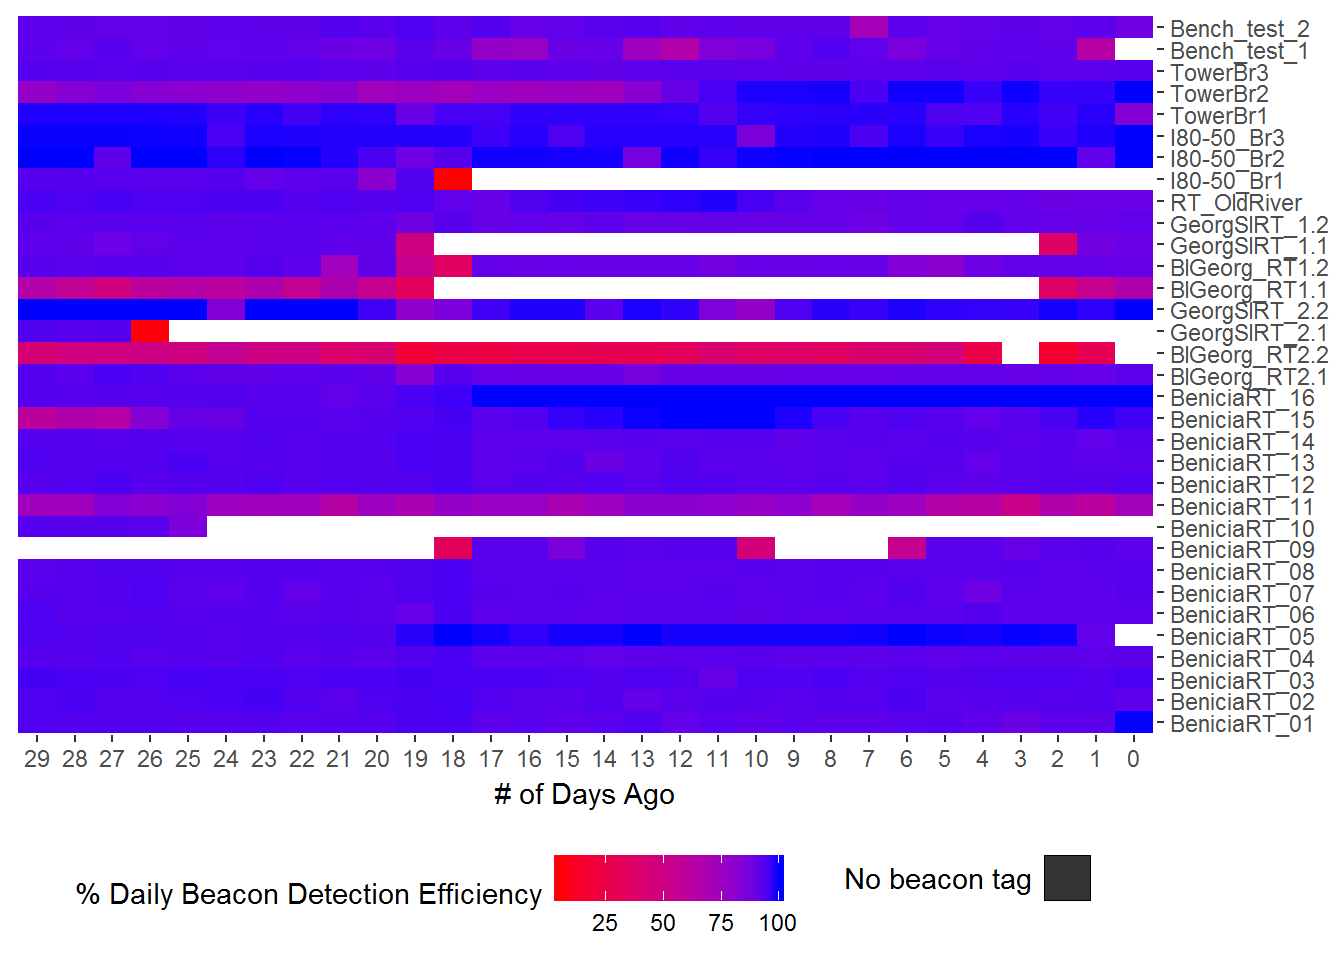 Bench_test_2
Bench_test_1
TowerBr3
TowerBr2
TowerBr1
I80-50_Br3
I80-50_Br2
I80-50_Br1
RT_OldRiver
GeorgSlRT_1.2
GeorgSlRT_1.1
BlGeorg_RT1.2
BlGeorg_RT1.1
GeorgSlRT_2.2
GeorgSlRT_2.1
BlGeorg_RT2.2
BlGeorg_RT2.1
BeniciaRT_16
BeniciaRT_15
BeniciaRT_14
BeniciaRT_13
BeniciaRT_12
BeniciaRT_11
BeniciaRT_10
BeniciaRT_09
BeniciaRT_08
BeniciaRT_07
BeniciaRT_06
BeniciaRT_05
BeniciaRT_04
BeniciaRT_03
BeniciaRT_02
BeniciaRT_01
29 28 27 26 25 24 23 22 21 20 19 18 17 16 15 14 13 12 11 10 9 8 7 6 5 4 3 2 1 0
# of Days Ago
% Daily Beacon Detection Efficiency
25 50 75 100
No beacon tag